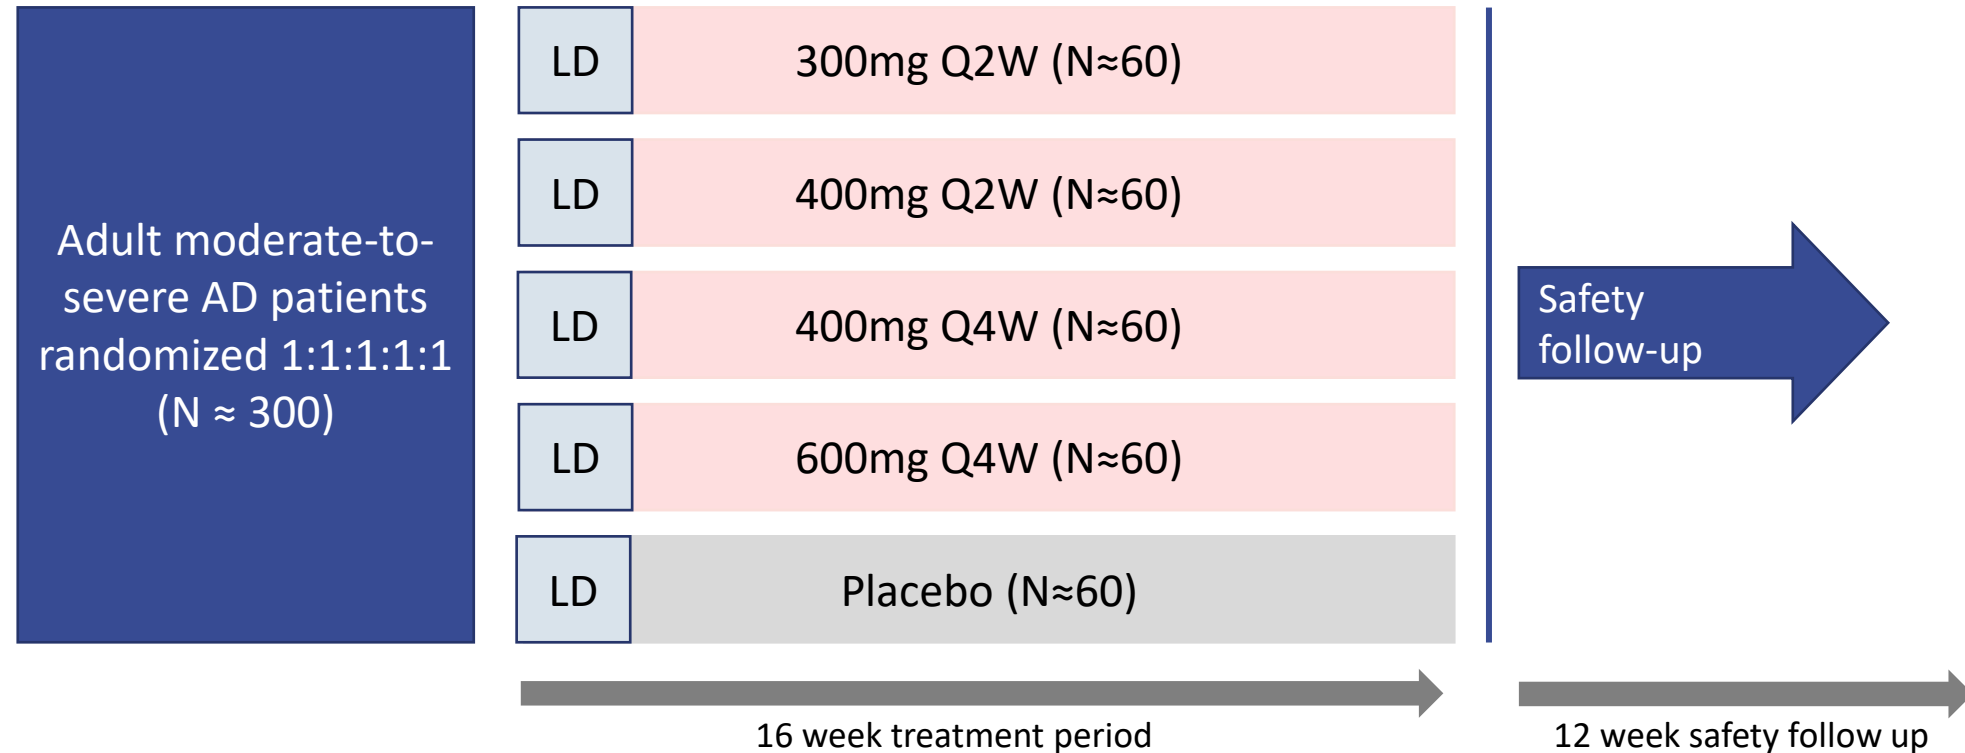 Adult moderate-to-
severe AD patients
randomized 1:1:1:1:1
(N ≈ 300)
LD
300mg Q2W (N≈60)
LD
400mg Q2W (N≈60)
LD
400mg Q4W (N≈60)
LD
600mg Q4W (N≈60)
LD
Placebo (N≈60)
Safety
follow-up
16 week treatment period
12 week safety follow up